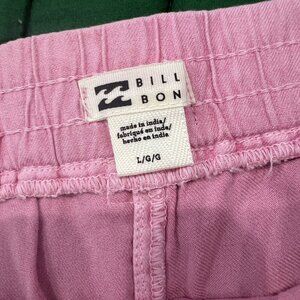 BILL
BON
made in india/
fabriqué en inde/
hecho en india
L/G/G